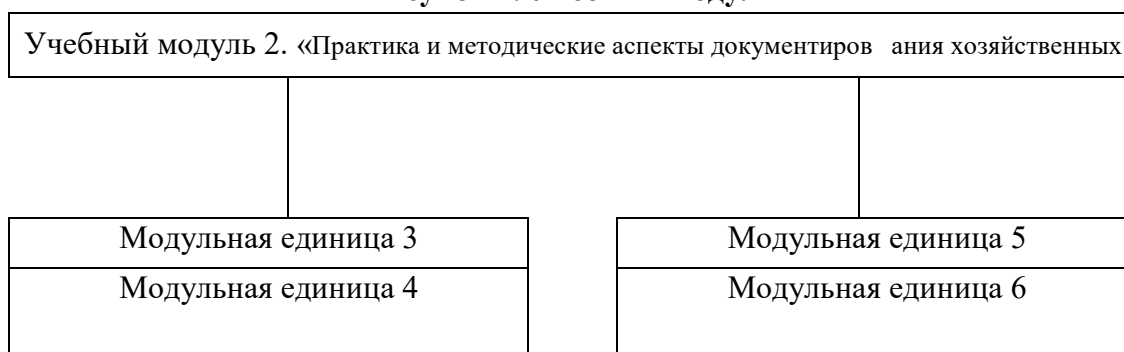 Учебный модуль 2. «Практика и методические аспекты документиров ания хозяйственных
Модульная единица 3
Модульная единица 4
Модульная единица 5
Модульная единица 6